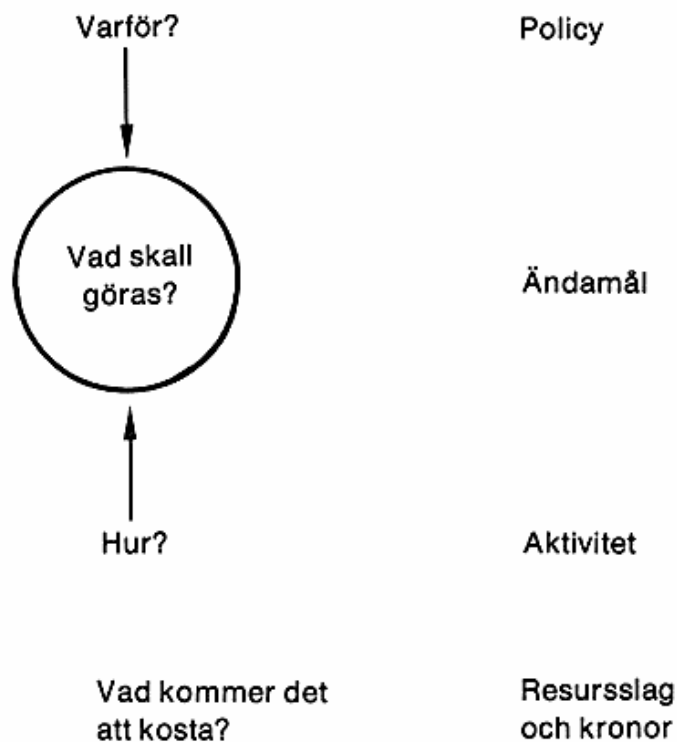 Varför?
Policy
Vad skall
göras?
Ändamål
Hur?
Aktivitet
Vad kommer det
att kosta?
Resursslag
och kronor